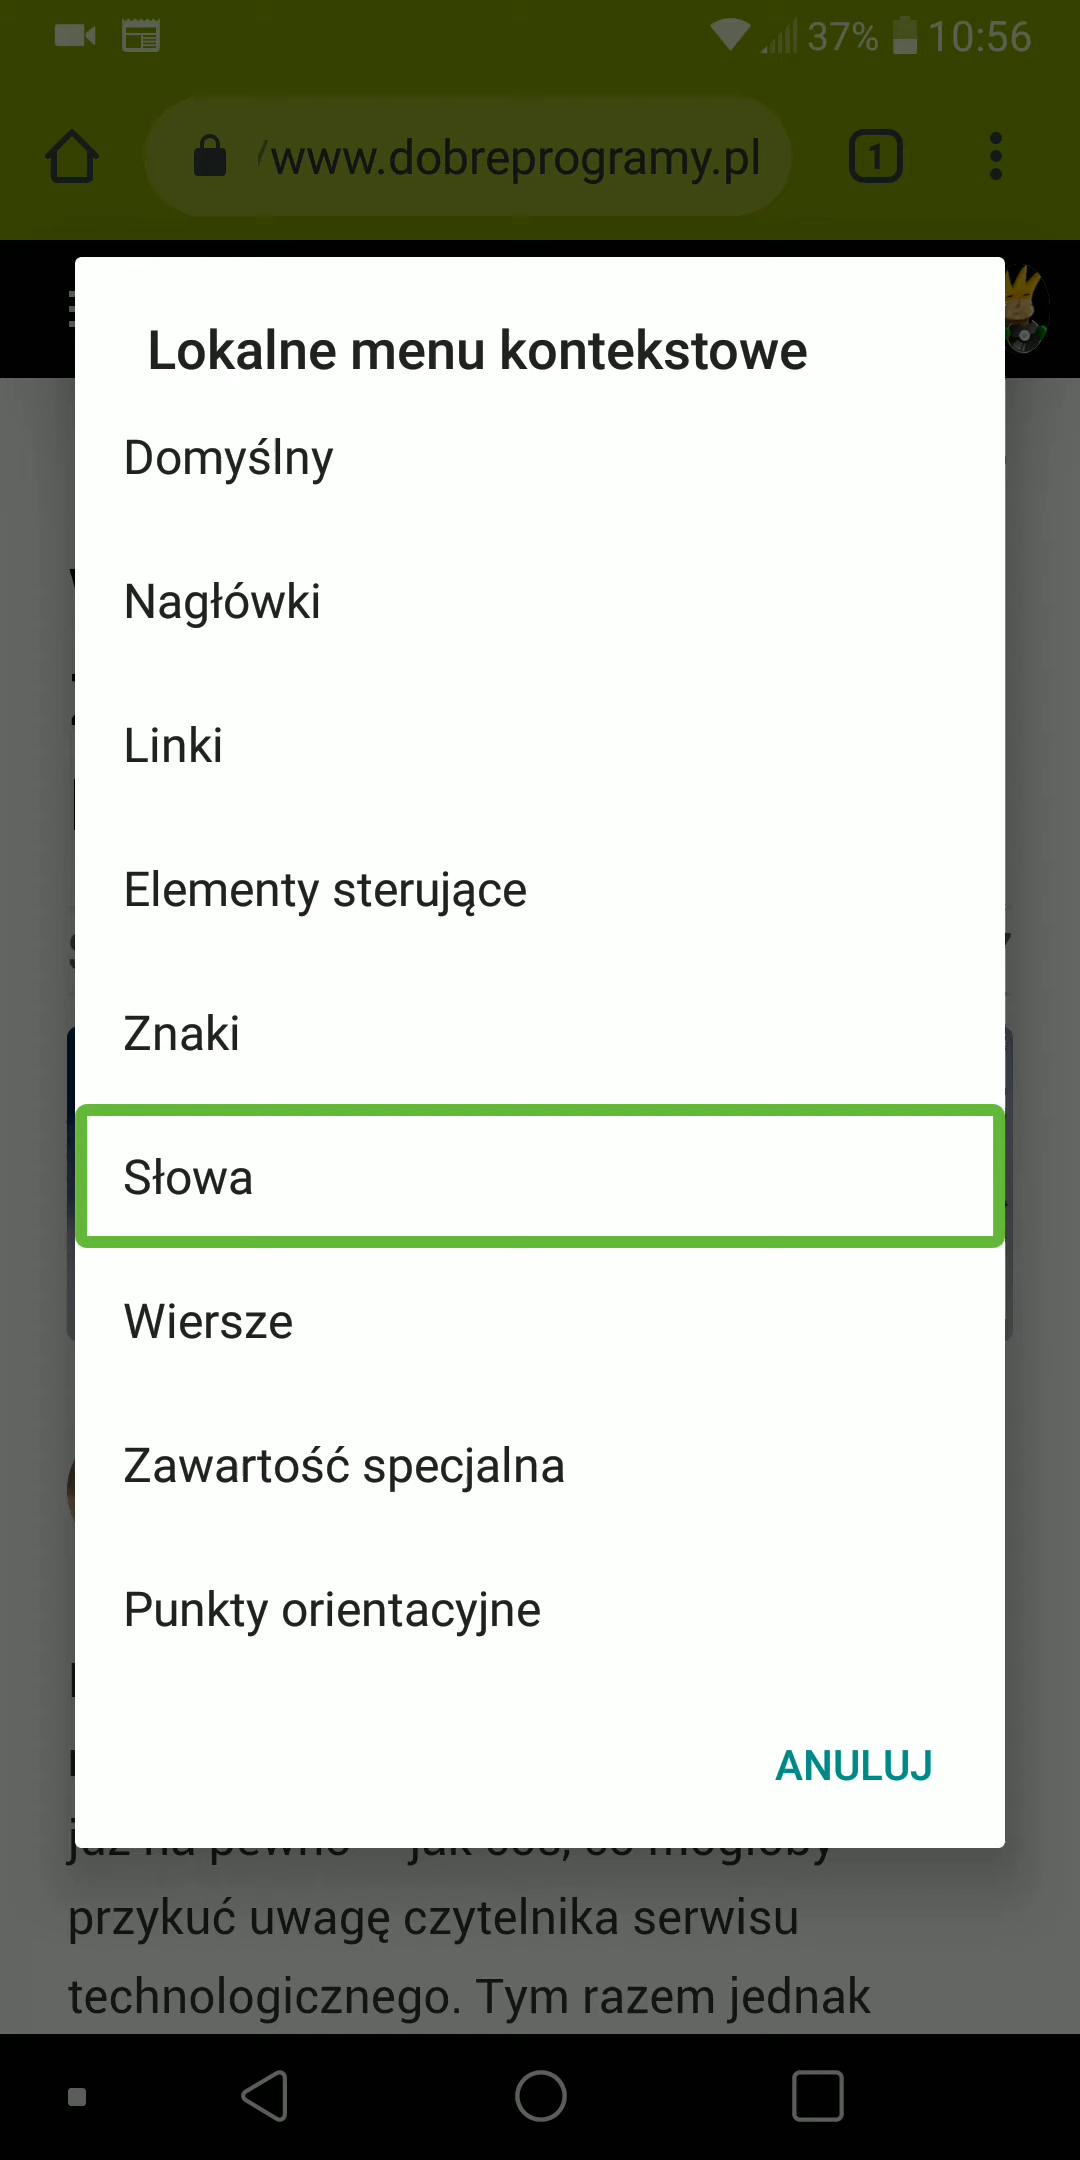 37% 10:56
/www.dobreprogramy.pl 1
Lokalne menu kontekstowe
Domyślny
Nagłówki
Linki
Elementy sterujące
Znaki
Słowa
Wiersze
Zawartość specjalna
Punkty orientacyjne
ANULUJ
przykuć uwagę czytelnika serwisu
technologicznego. Tym razem jednak